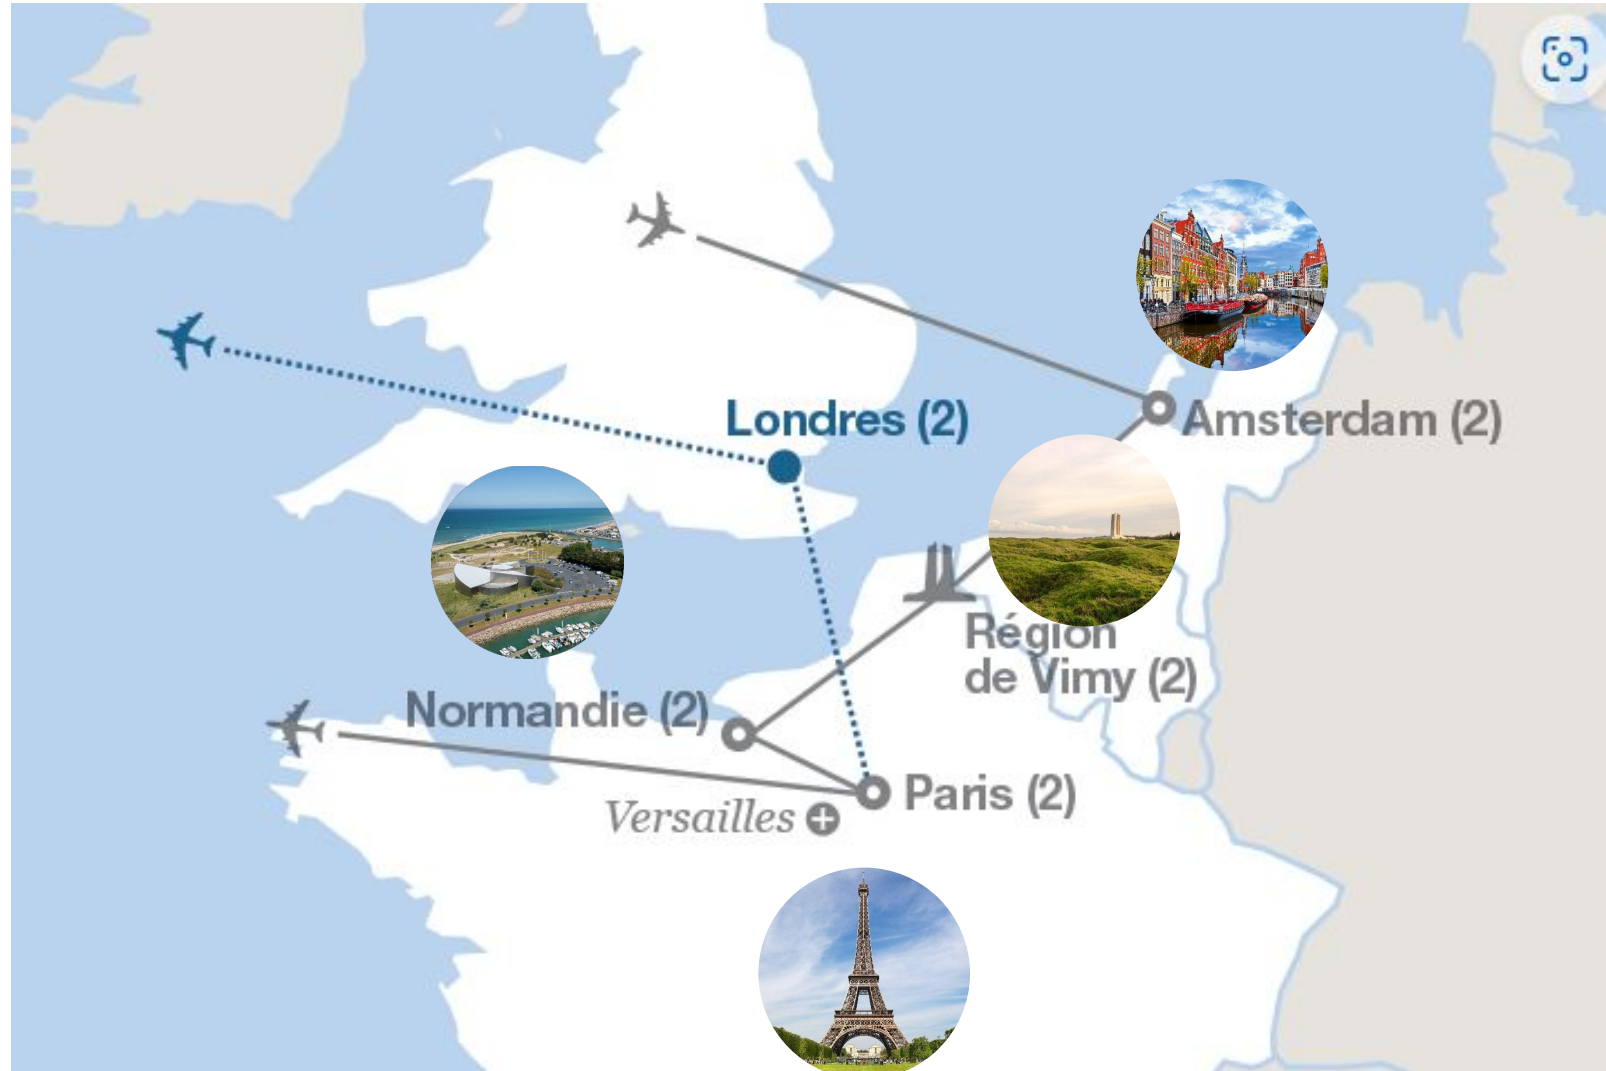 Londres (2)
Amsterdam (2)
Région
de Vimy (2)
Normandie (2)
Paris (2)
Versailles